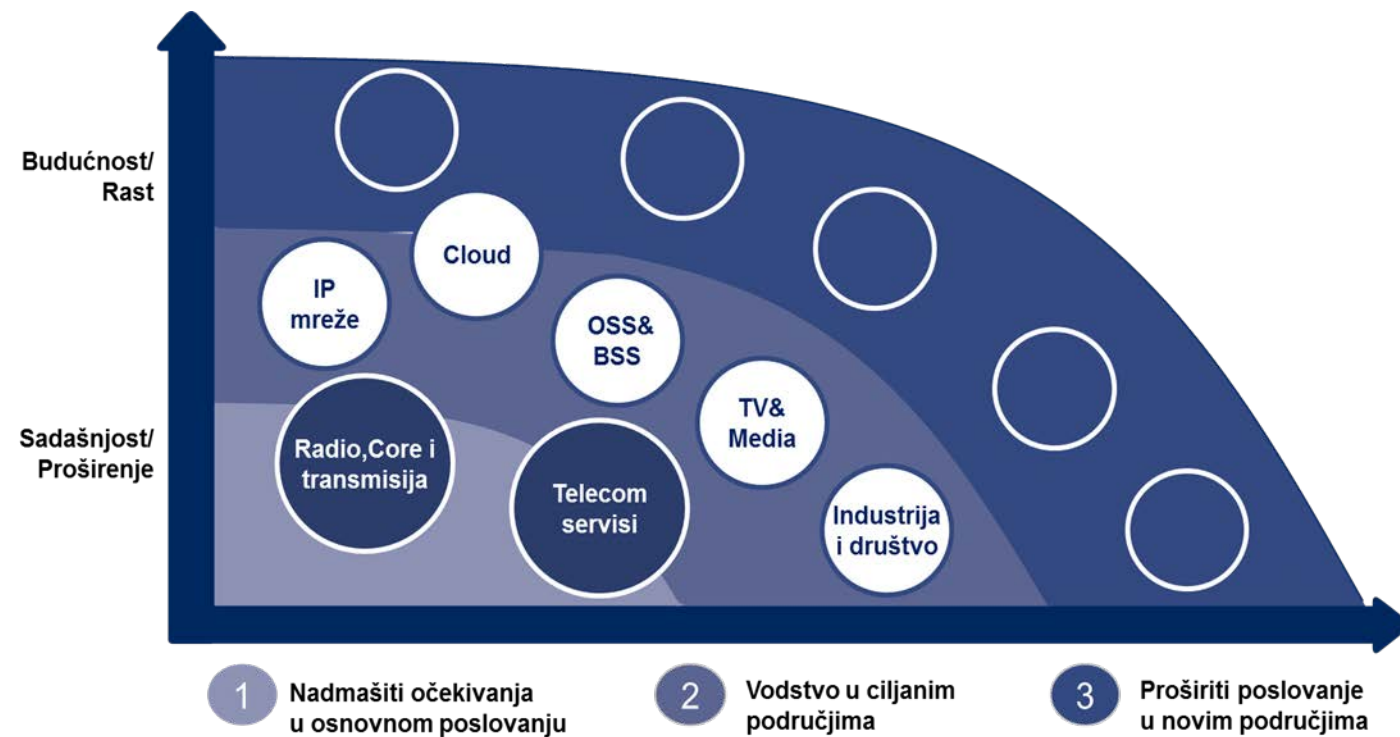 Budućnost/
Rast
Cloud
IP
mreže
OSS&
BSS
TV&
Media
Sadašnjost/
Proširenje
Radio,Core i
transmisija
Telecom
servisi
Industrija
i društvo
1
Nadmašiti očekivanja
u osnovnom poslovanju
2
Vodstvo u ciljanim
područjima
3
Proširiti poslovanje
u novim područjima